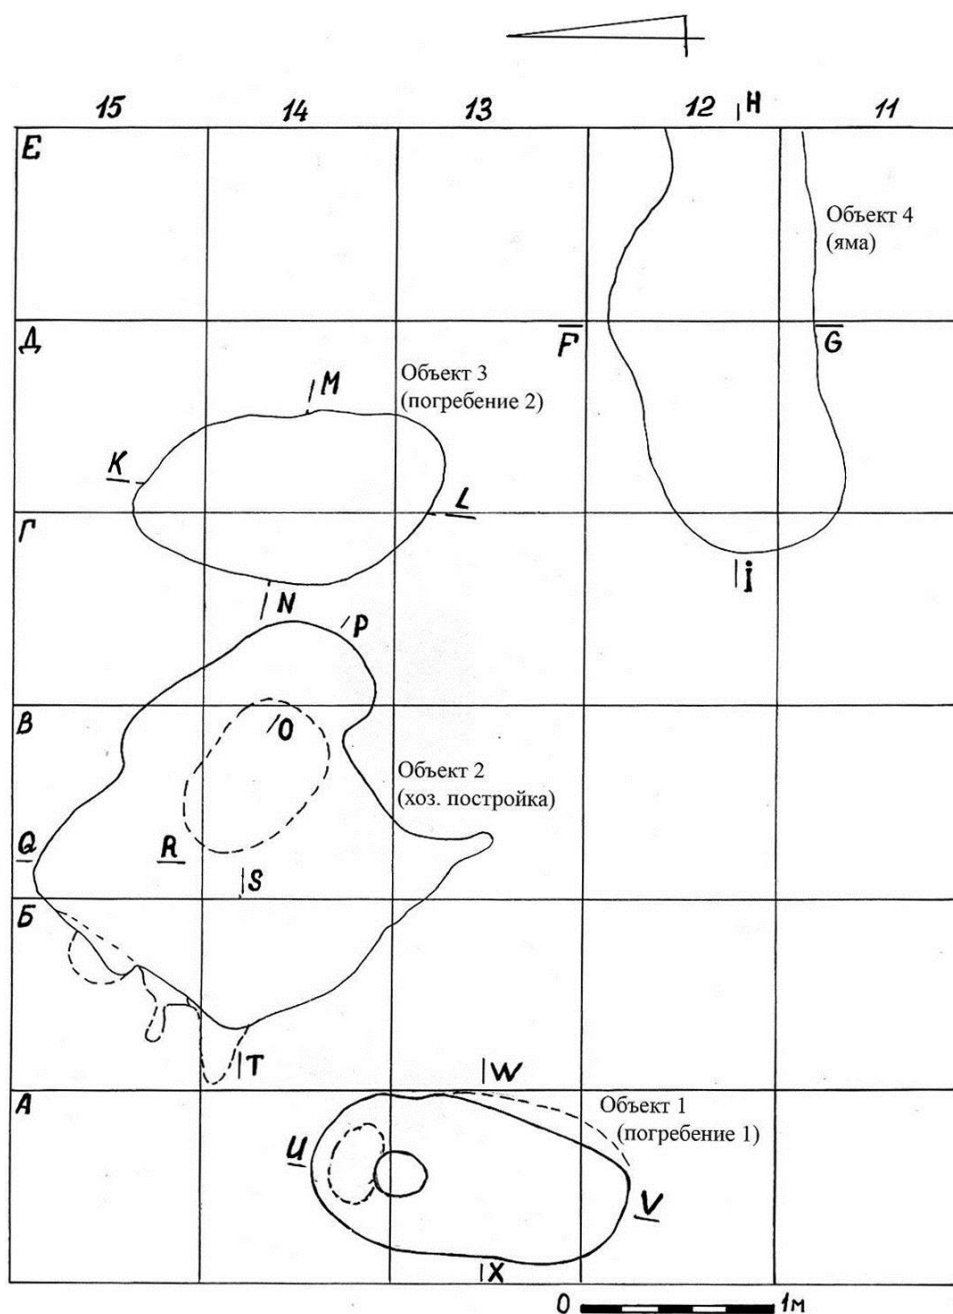 15 14 13 12 H 11
Е
Объект 4
(яма)
Д
F G
Объект 3
(погребение 2)
M
K
L
Г
İ
N P
В
O
Объект 2
(хоз. постройка)
Q R
S
Б
T W
А
Объект 1
(погребение 1)
U
V
X
0 1м